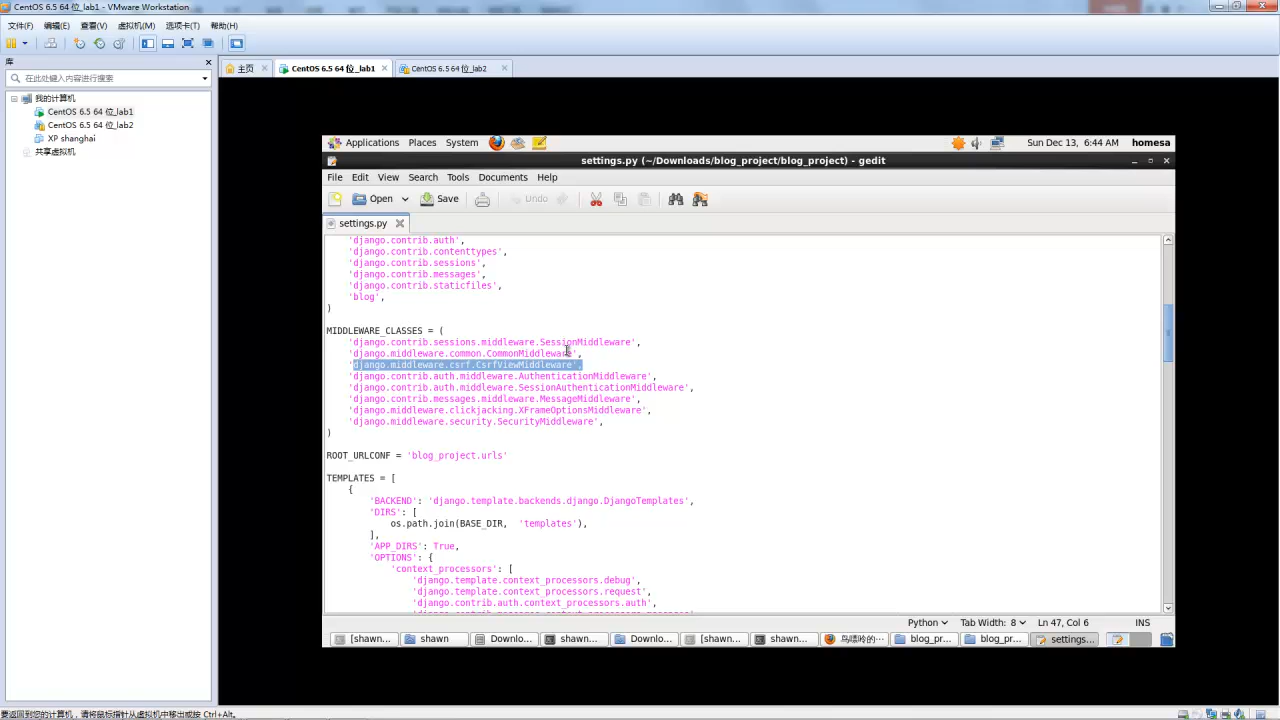 CentOS 6.5 64 位_lab1 - VMware Workstation
文件(F) 编辑(E) 查看(V) 虚拟机(M) 选项卡(T) 帮助(H)
库
在此处键入内容进行搜索
我的计算机
CentOS 6.5 64 位_lab1
CentOS 6.5 64 位_lab2
XP shanghai
共享虚拟机
主页 CentOS 6.5 64 位_lab1 CentOS 6.5 64 位_lab2
Applications Places System Sun Dec 13, 6:44 AM homesa
settings.py (~/Downloads/blog_project/blog_project) - gedit
File Edit View Search Tools Documents Help
Open Save Undo
settings.py
'django.contrib.auth',
'django.contrib.contenttypes',
'django.contrib.sessions',
'django.contrib.messages',
'django.contrib.staticfiles',
'blog',
)
MIDDLEWARE_CLASSES = (
'django.contrib.sessions.middleware.SessionMiddleware',
'django.middleware.common.CommonMiddleware',
'django.middleware.csrf.CsrfViewMiddleware',
'django.contrib.auth.middleware.AuthenticationMiddleware',
'django.contrib.auth.middleware.SessionAuthenticationMiddleware',
'django.contrib.messages.middleware.MessageMiddleware',
'django.middleware.clickjacking.XFrameOptionsMiddleware',
'django.middleware.security.SecurityMiddleware',
)
ROOT_URLCONF = 'blog_project.urls'
TEMPLATES = [
{
'BACKEND': 'django.template.backends.django.DjangoTemplates',
'DIRS': [
os.path.join(BASE_DIR, 'templates'),
],
'APP_DIRS': True,
'OPTIONS': {
'context_processors': [
'django.template.context_processors.debug',
'django.template.context_processors.request',
'django.contrib.auth.context_processors.auth',
Python Tab Width: 8 Ln 47, Col 6 INS
[shawn... shawn Downlo... shawn... Downlo... [shawn... shawn... 鸟嘌呤的... blog_pr... blog_pr... settings...
要返回到您的计算机，请将鼠标指针从虚拟机中移出或按 Ctrl+Alt。